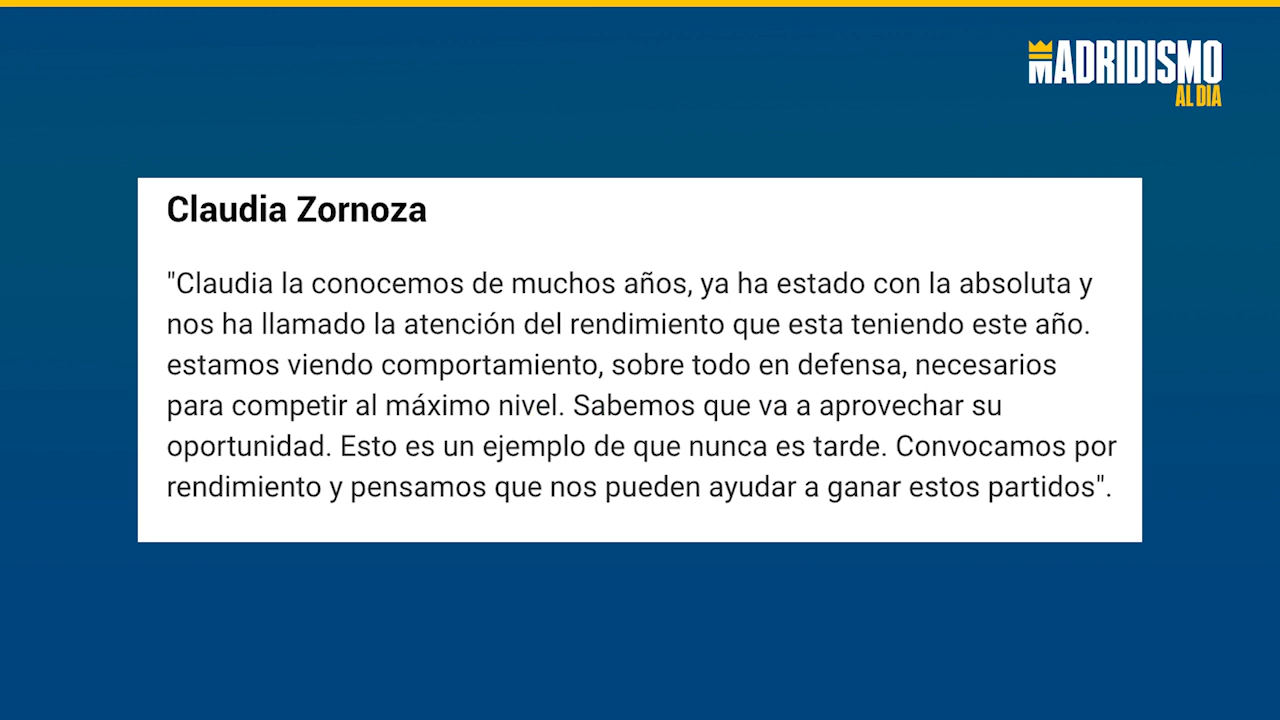 MADRIDISMO
AL DIA
Claudia Zornoza
"Claudia la conocemos de muchos años, ya ha estado con la absoluta y
nos ha llamado la atención del rendimiento que esta teniendo este año.
estamos viendo comportamiento, sobre todo en defensa, necesarios
para competir al máximo nivel. Sabemos que va a aprovechar su
oportunidad. Esto es un ejemplo de que nunca es tarde. Convocamos por
rendimiento y pensamos que nos pueden ayudar a ganar estos partidos".